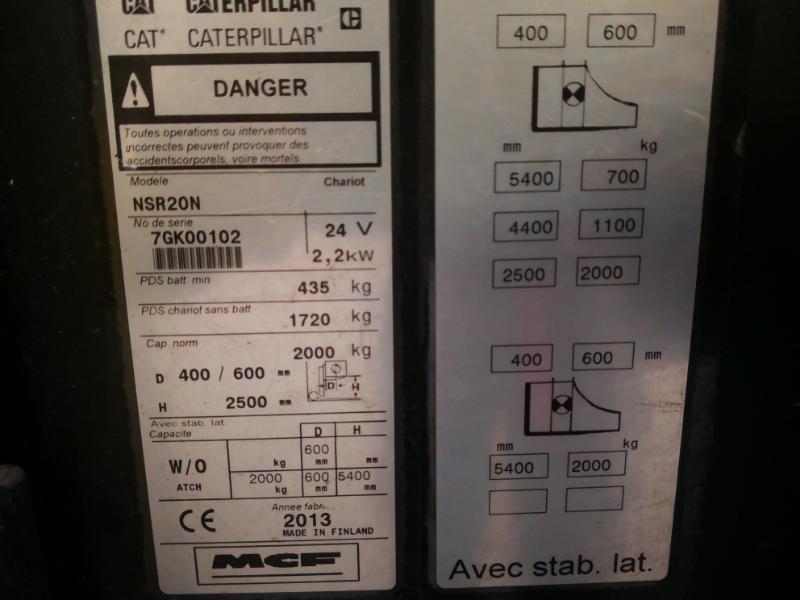 CAT CATERPILLAR
CAT® CATERPILLAR® C
DANGER
Toutes operations ou interventions
incorrectes peuvent provoquer des
accidentscorporels, voire mortels
Modele Chariot
NSR20N
No de serie 24 V
7GK00102 2,2kW
PDS batt. min 435 kg
PDS chariot sans batt 1720 kg
Cap. norm 2000 kg
D 400 / 600 mm D H
H 2500 mm
Avec stab. lat.
Capacite D H
W/O kg 600 mm mm
ATCH 2000 kg 600 mm 5400 mm
Annee fabr.
CE 2013
MADE IN FINLAND
MCF
400 600 mm
mm kg
5400 700
4400 1100
2500 2000
400 600 mm
mm kg
5400 2000
Avec stab. lat.